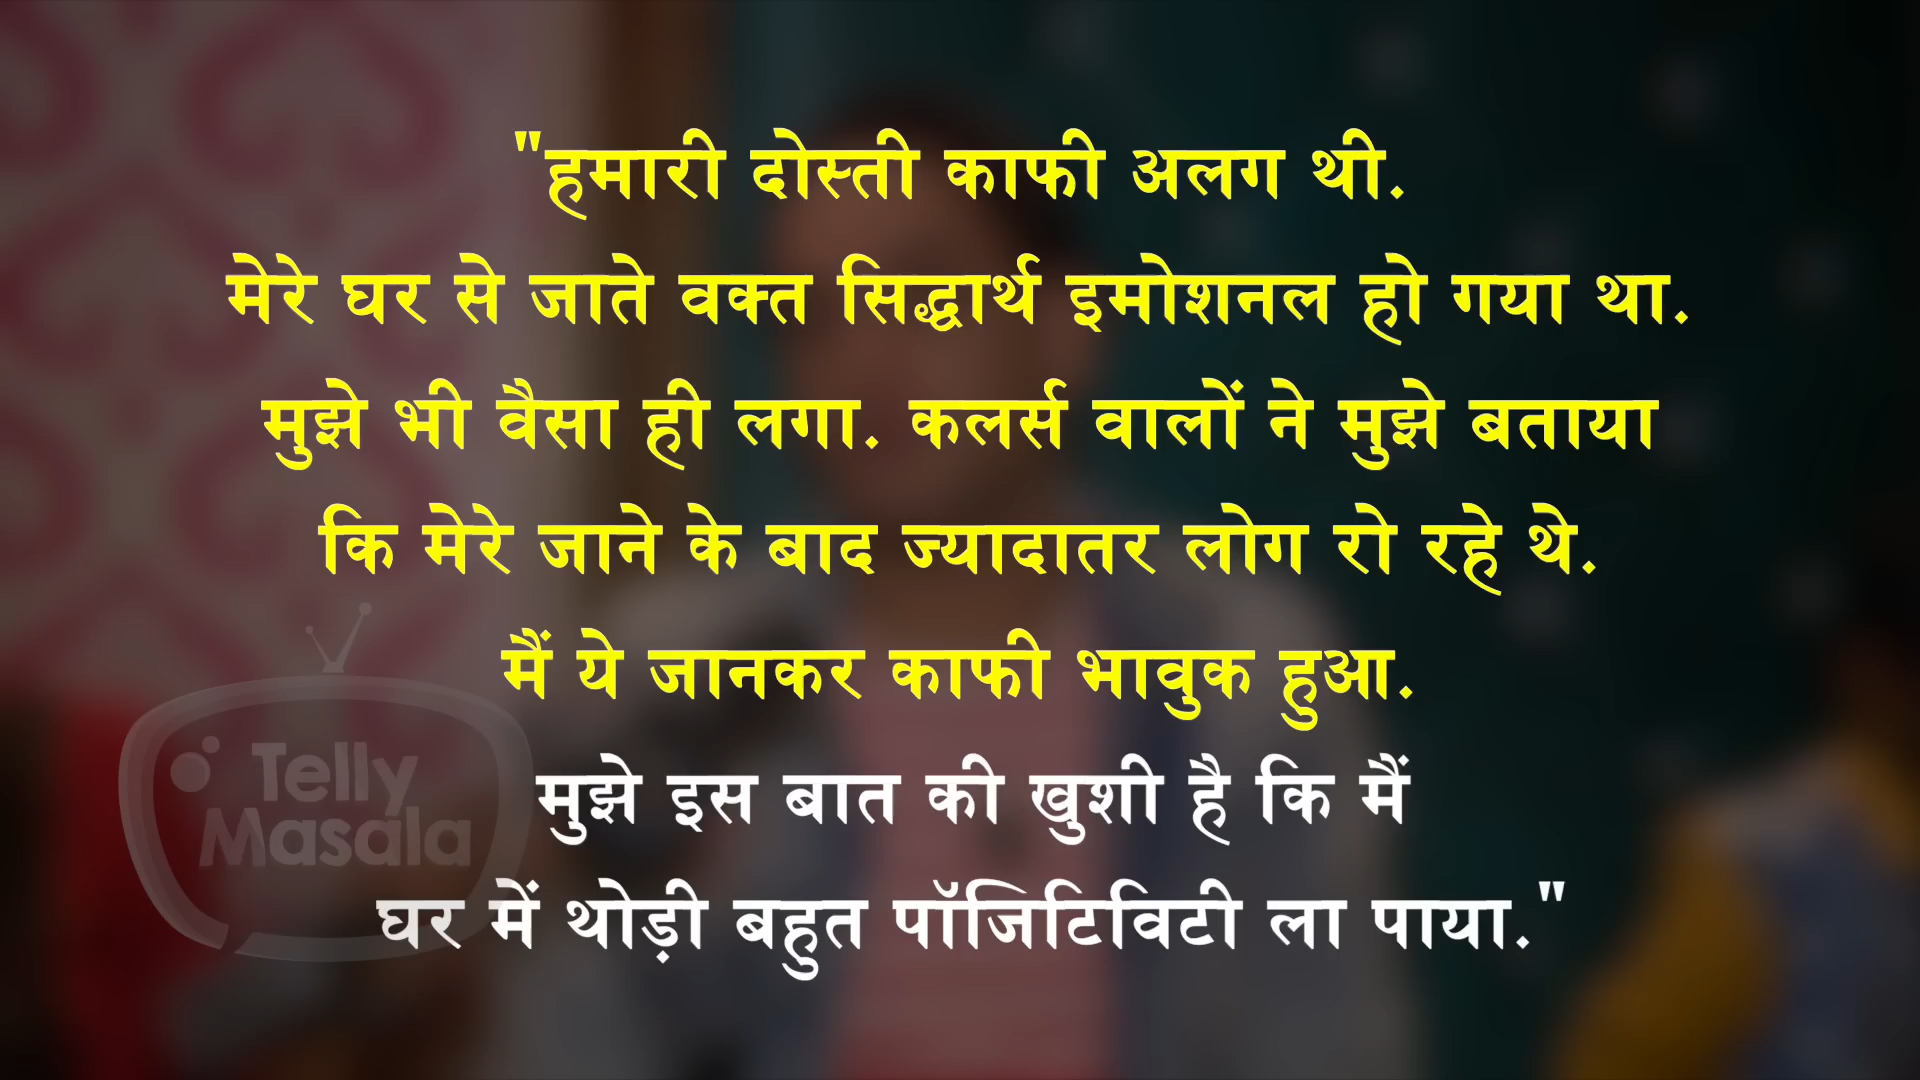 "हमारी दोस्ती काफी अलग थी.
मेरे घर से जाते वक्त सिद्धार्थ इमोशनल हो गया था.
मुझे भी वैसा ही लगा. कलर्स वालों ने मुझे बताया
कि मेरे जाने के बाद ज्यादातर लोग रो रहे थे.
मैं ये जानकर काफी भावुक हुआ.
मुझे इस बात की खुशी है कि मैं
घर में थोड़ी बहुत पॉजिटिविटी ला पाया."
Telly
Masala